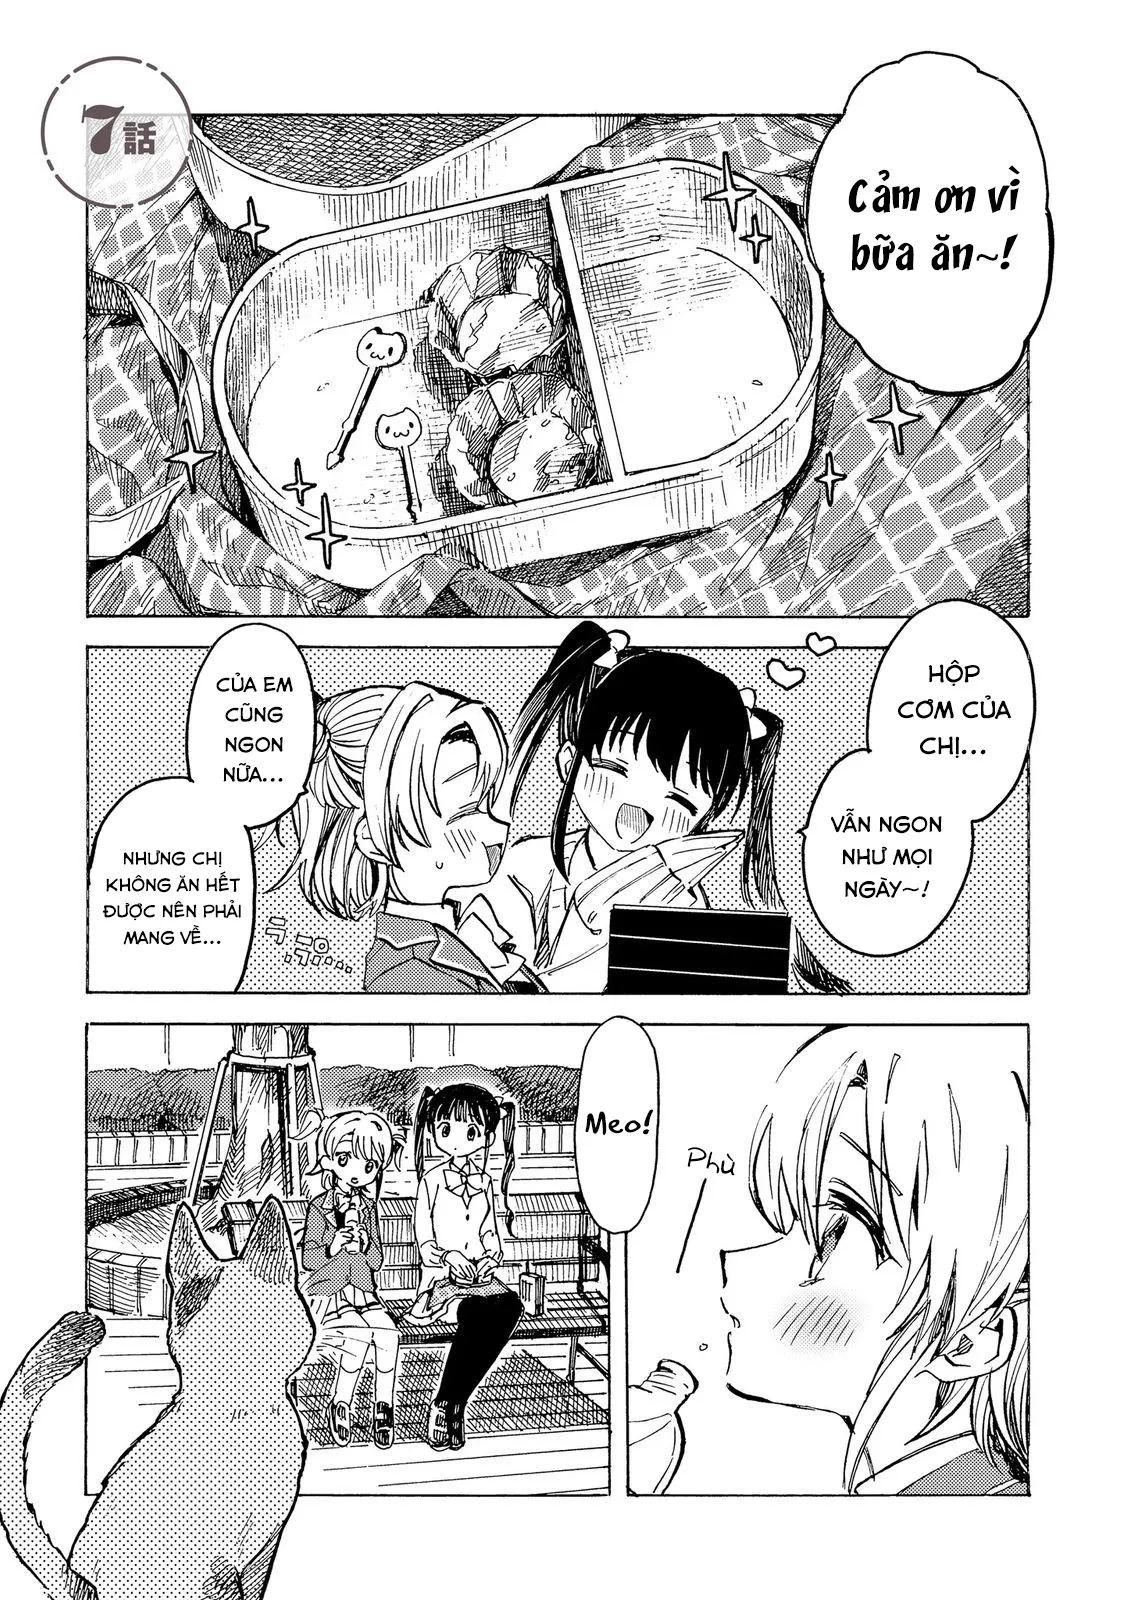 7話
Cảm ơn vì
bữa ăn~!
HỘP
CƠM CỦA
CHỊ...
VẪN NGON
NHƯ MỌI
NGÀY~!
CỦA EM
CŨNG
NGON
NỮA...
NHƯNG CHỊ
KHÔNG ĂN HẾT
ĐƯỢC NÊN PHẢI
MANG VỀ...
Phù
Meo!